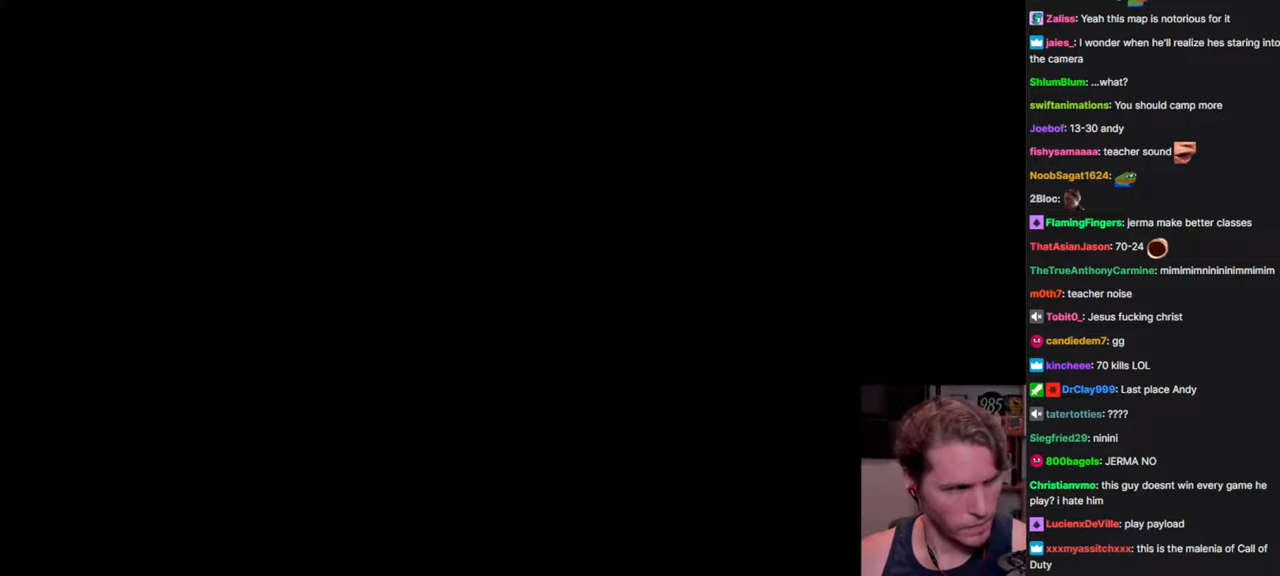 Zaliss: Yeah this map is notorious for it
jaies_: I wonder when he'll realize hes staring into
the camera
ShlumBlum: ...what?
swiftanimations: You should camp more
Joebof: 13-30 andy
fishysamaaaa: teacher sound
NoobSagat1624:
2Bloc:
FlamingFingers: jerma make better classes
ThatAsianJason: 70-24
TheTrueAnthonyCarmine: mimimimnininininimmimim
m0th7: teacher noise
Tobit0_: Jesus fucking christ
candiedem7: gg
kincheee: 70 kills LOL
DrClay999: Last place Andy
tatertotties: ????
Siegfried29: ninini
800bagels: JERMA NO
Christianvmo: this guy doesnt win every game he
play? i hate him
LucienxDeVille: play payload
xxxmyassitchxxx: this is the malenia of Call of
Duty
985